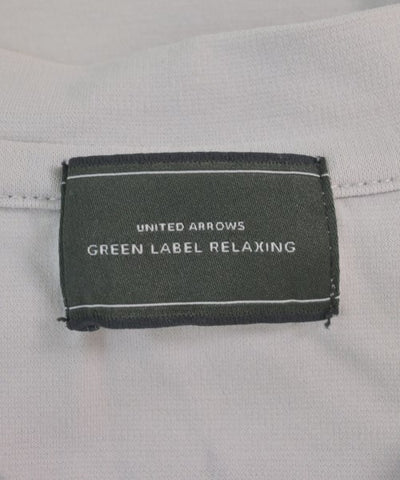 UNITED ARROWS
GREEN LABEL RELAXING